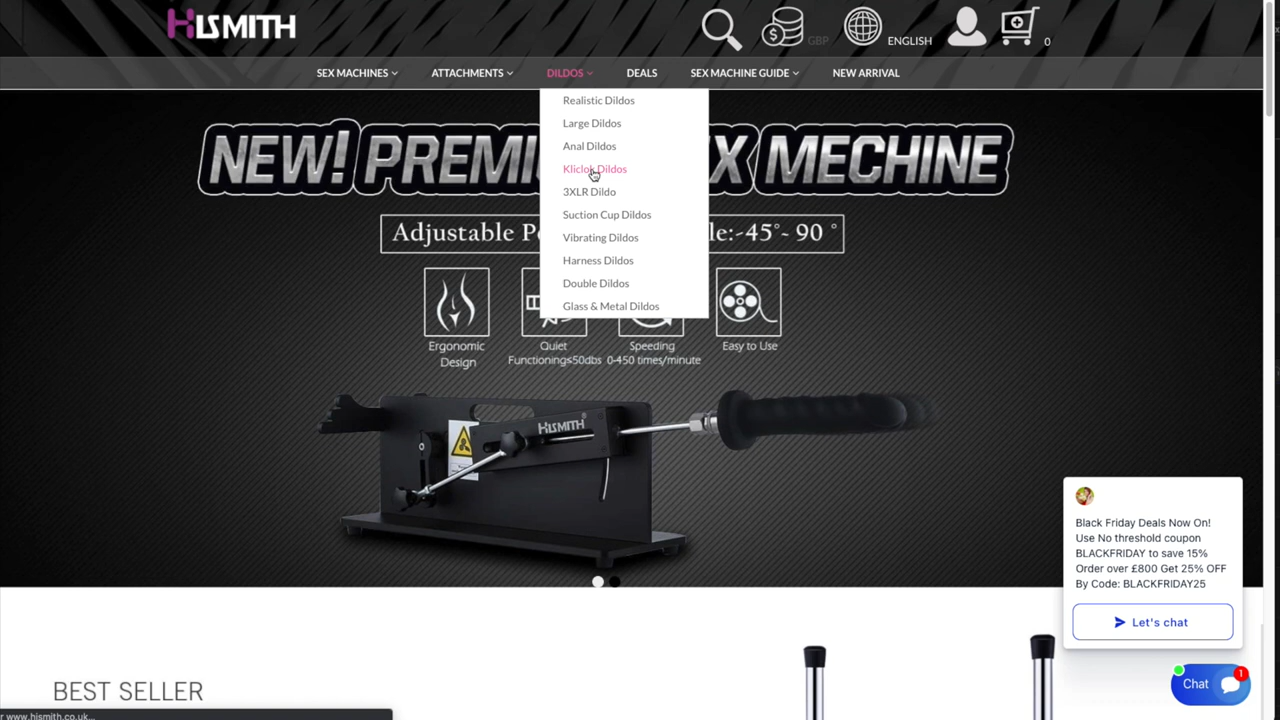 HISMITH
GBP
ENGLISH
0
SEX MACHINES
ATTACHMENTS
DILDOS
DEALS
SEX MACHINE GUIDE
NEW ARRIVAL
Realistic Dildos
Large Dildos
Anal Dildos
Kliclok Dildos
3XLR Dildo
Suction Cup Dildos
Vibrating Dildos
Harness Dildos
Double Dildos
Glass & Metal Dildos
NEW! PREMI EX MECHINE
Adjustable P le:-45°~ 90 °
Ergonomic
Design
Quiet
Functioning≤50dbs
Speeding
0-450 times/minute
Easy to Use
HISMITH
Black Friday Deals Now On!
Use No threshold coupon
BLACKFRIDAY to save 15%
Order over £800 Get 25% OFF
By Code: BLACKFRIDAY25
Let's chat
Chat
1
BEST SELLER
r www.hismith.co.uk...